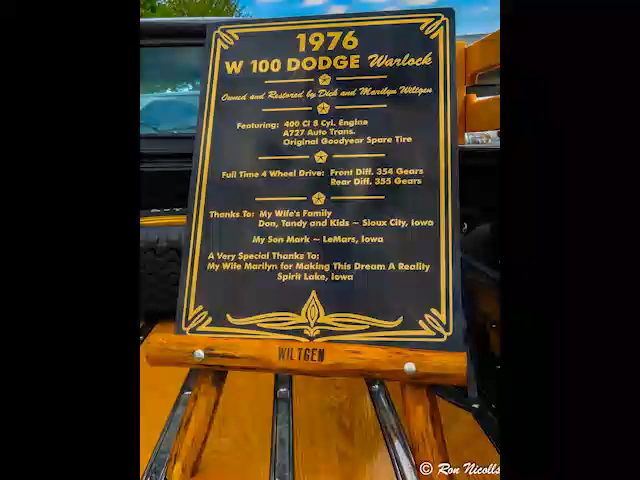 1976
W 100 DODGE Warlock
Owned and Restored by Dick and Marilyn Wiltgen
Featuring: 400 CI 8 Cyl. Engine
A727 Auto Trans.
Original Goodyear Spare Tire
Full Time 4 Wheel Drive: Front Diff. 354 Gears
Rear Diff. 355 Gears
Thanks To: My Wife's Family
Don, Tandy and Kids ~ Sioux City, Iowa
My Son Mark ~ LeMars, Iowa
A Very Special Thanks To:
My Wife Marilyn for Making This Dream A Reality
Spirit Lake, Iowa
WILTGEN
© Ron Nicolls